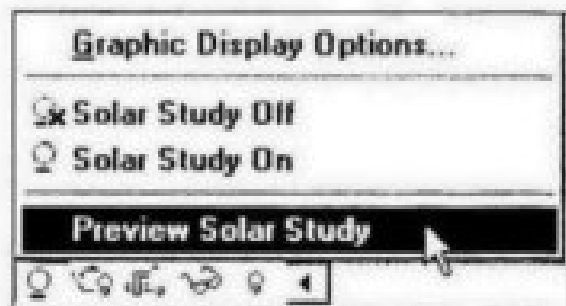 Graphic Display Options...
Solar Study Off
Solar Study On
Preview Solar Study